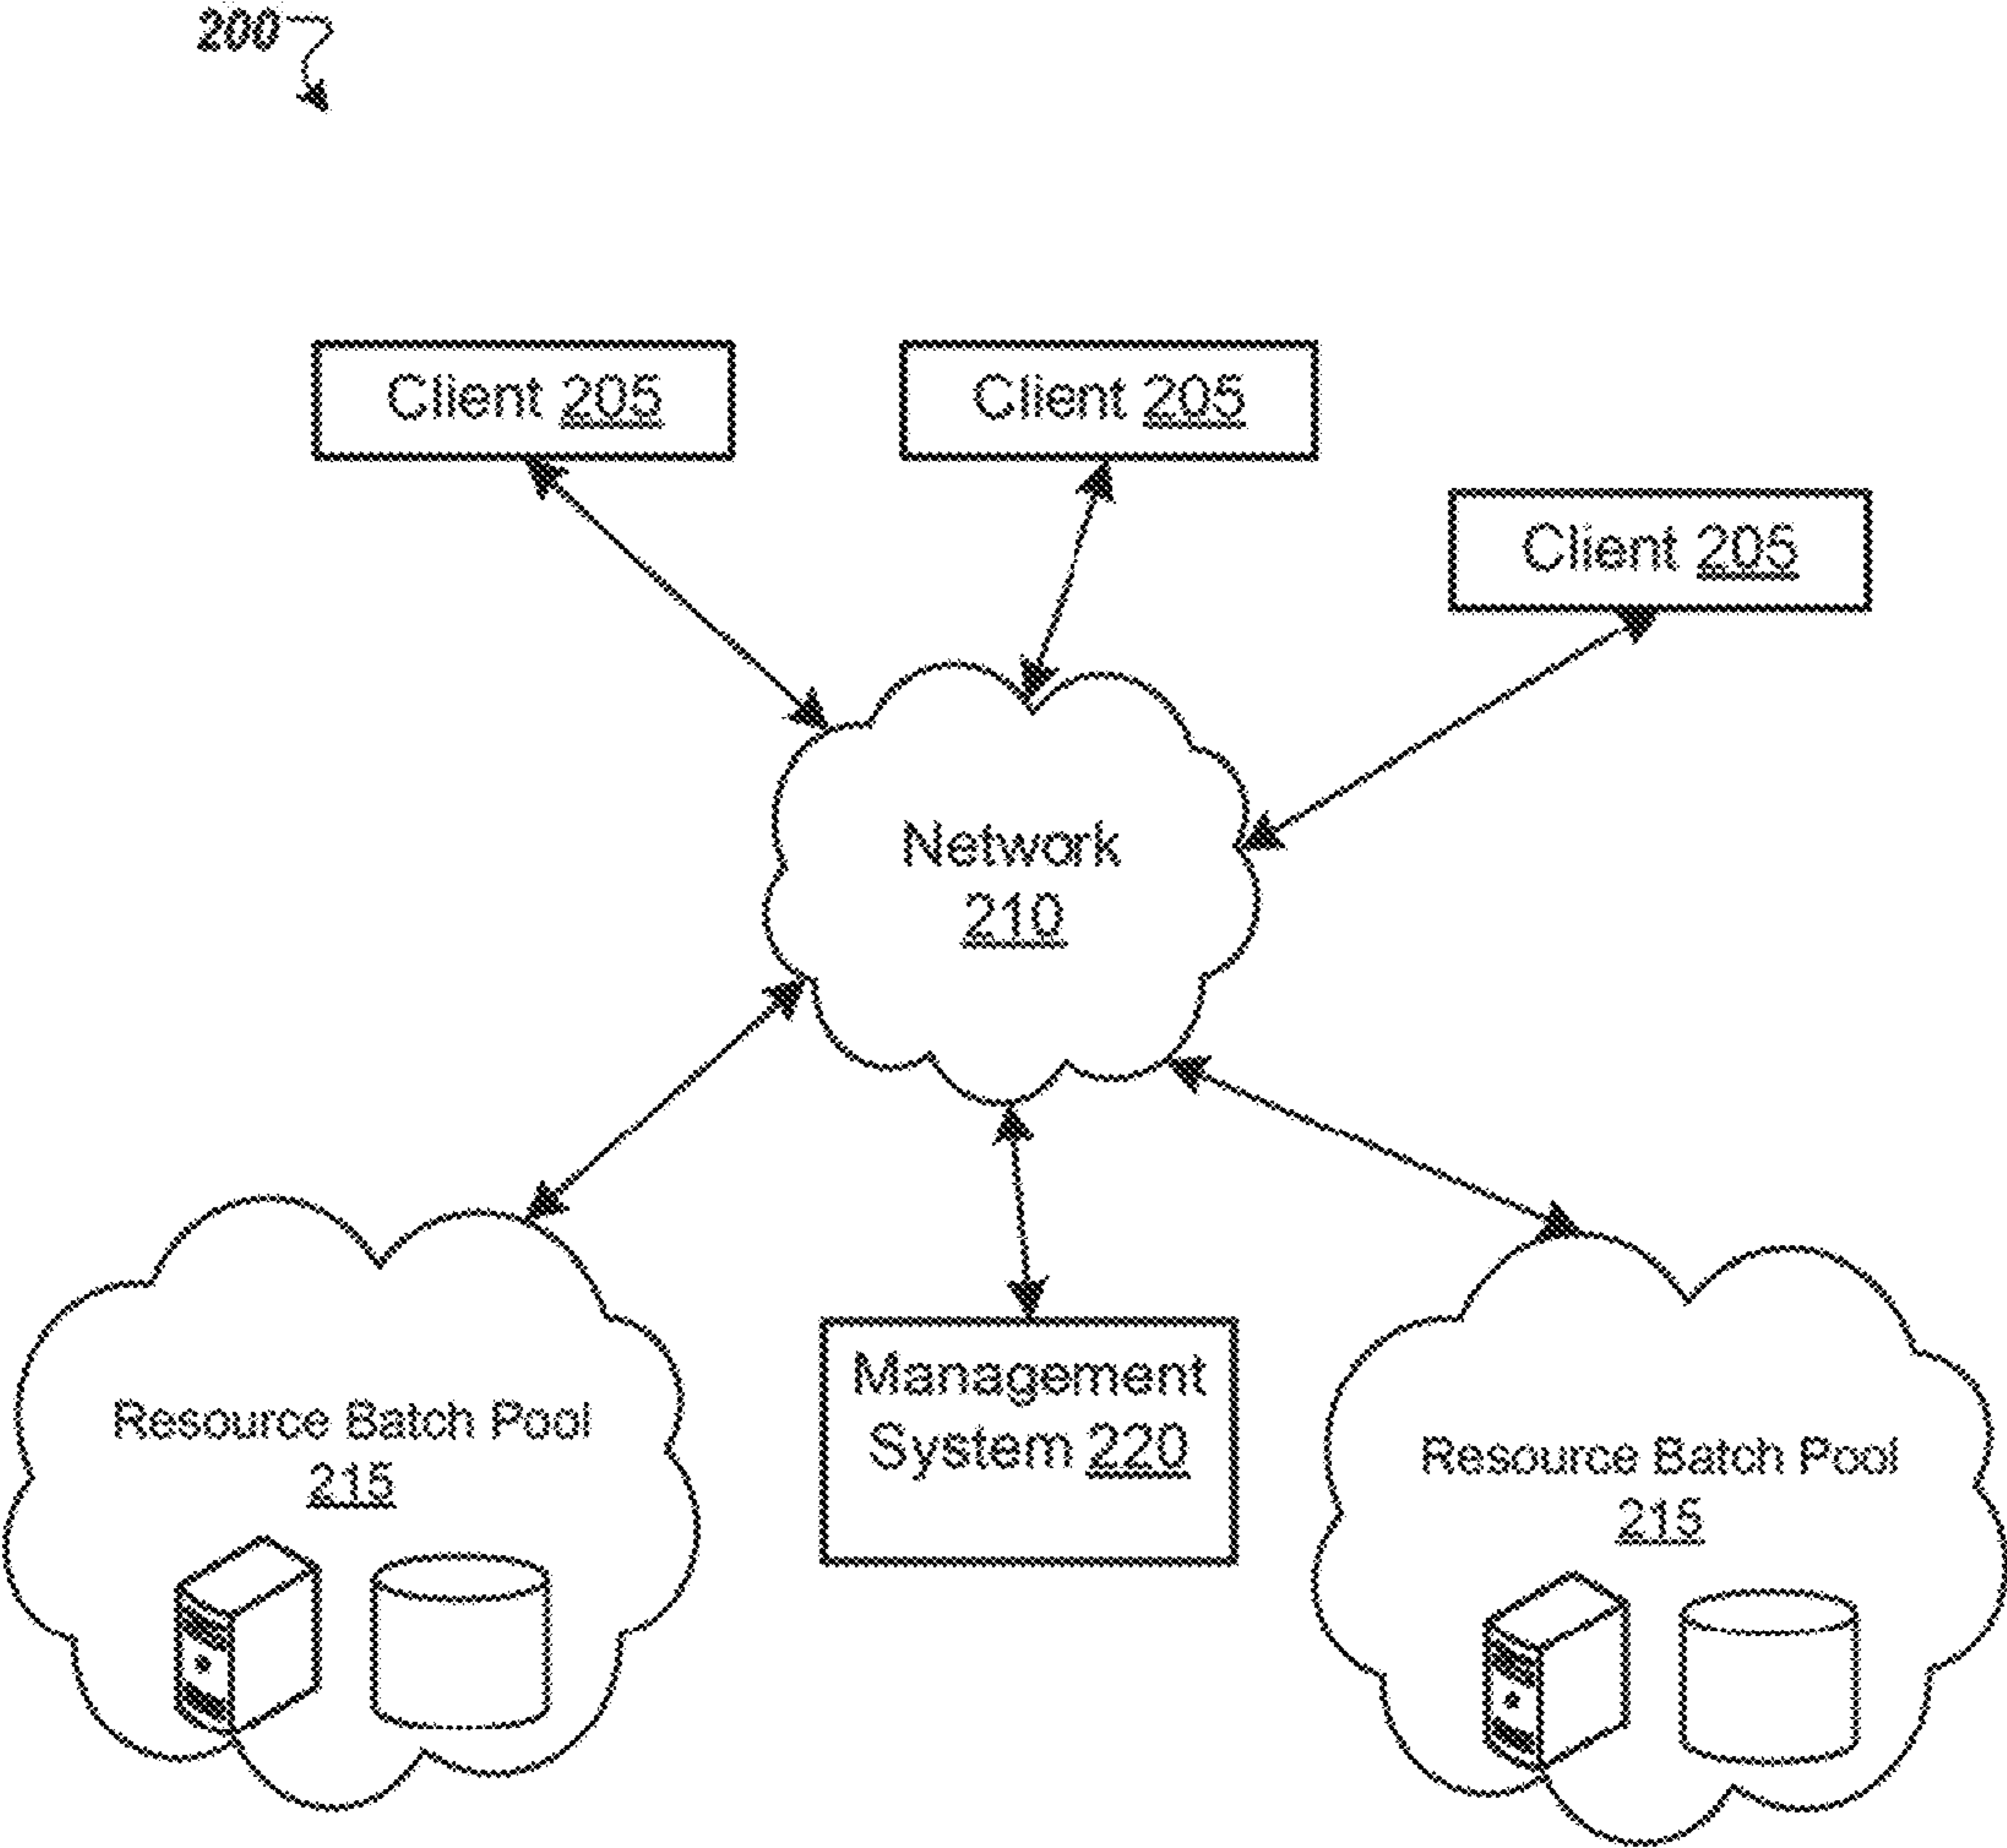 200
Client 205
Client 205
Client 205
Network
210
Resource Batch Pool
215
Management
System 220
Resource Batch Pool
215